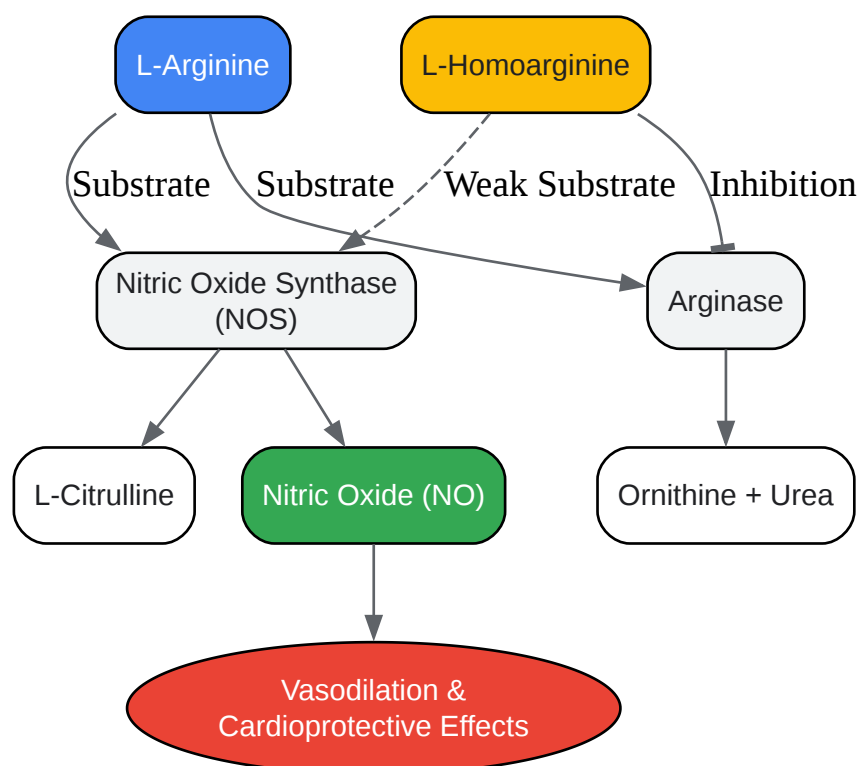 L-Arginine
L-Homoarginine
Substrate
Substrate
Weak Substrate
Inhibition
Nitric Oxide Synthase
(NOS)
Arginase
L-Citrulline
Nitric Oxide (NO)
Ornithine + Urea
Vasodilation &
Cardioprotective Effects